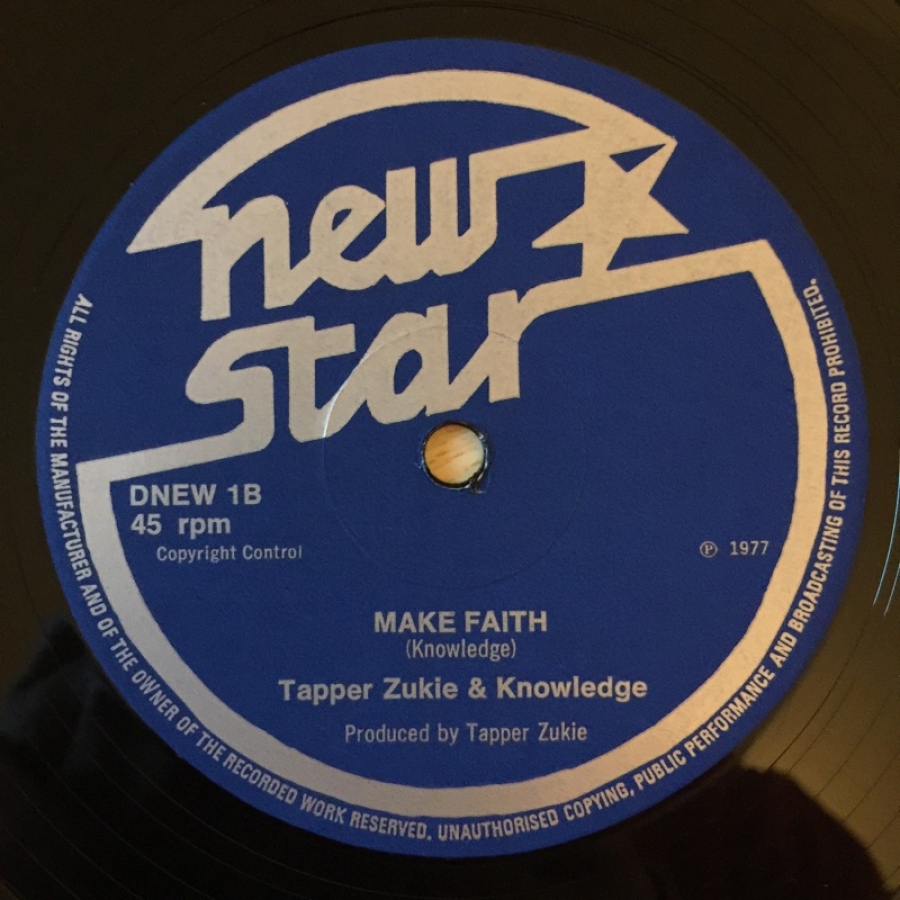 new
star
DNEW 1B
45 rpm
Copyright Control
℗ 1977
MAKE FAITH
(Knowledge)
Tapper Zukie & Knowledge
Produced by Tapper Zukie
ALL RIGHTS OF THE MANUFACTURER AND OF THE OWNER OF THE RECORDED WORK RESERVED. UNAUTHORISED COPYING, PUBLIC PERFORMANCE AND BROADCASTING OF THIS RECORD PROHIBITED.